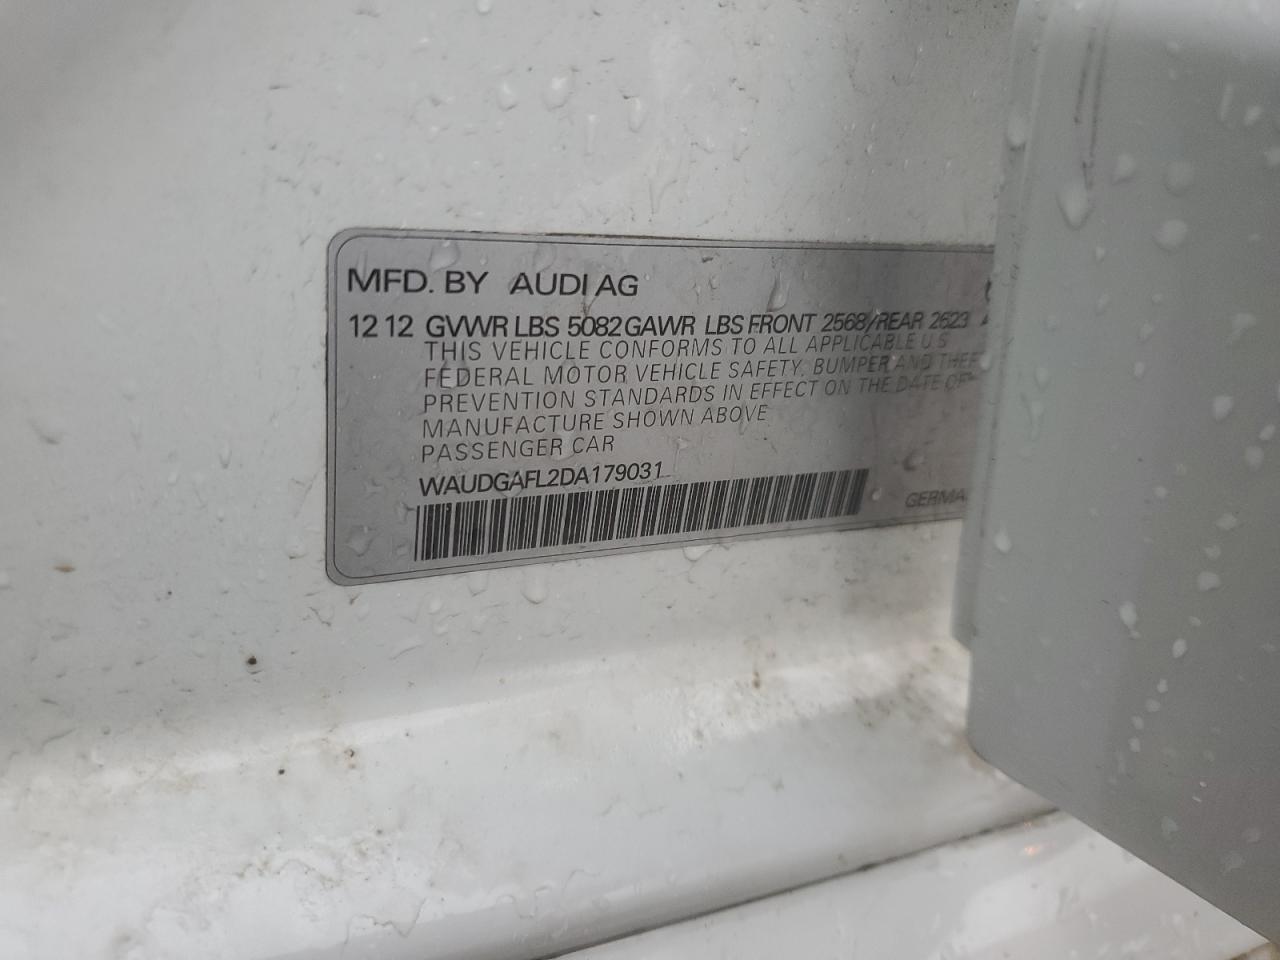 MFD. BY AUDI AG
12 12 GVWR LBS 5082 GAWR LBS FRONT 2568/REAR 2623
THIS VEHICLE CONFORMS TO ALL APPLICABLE U S
FEDERAL MOTOR VEHICLE SAFETY, BUMPER AND THEF
PREVENTION STANDARDS IN EFFECT ON THE DATE OF
MANUFACTURE SHOWN ABOVE
PASSENGER CAR
WAUDGAFL2DA179031
GERMA